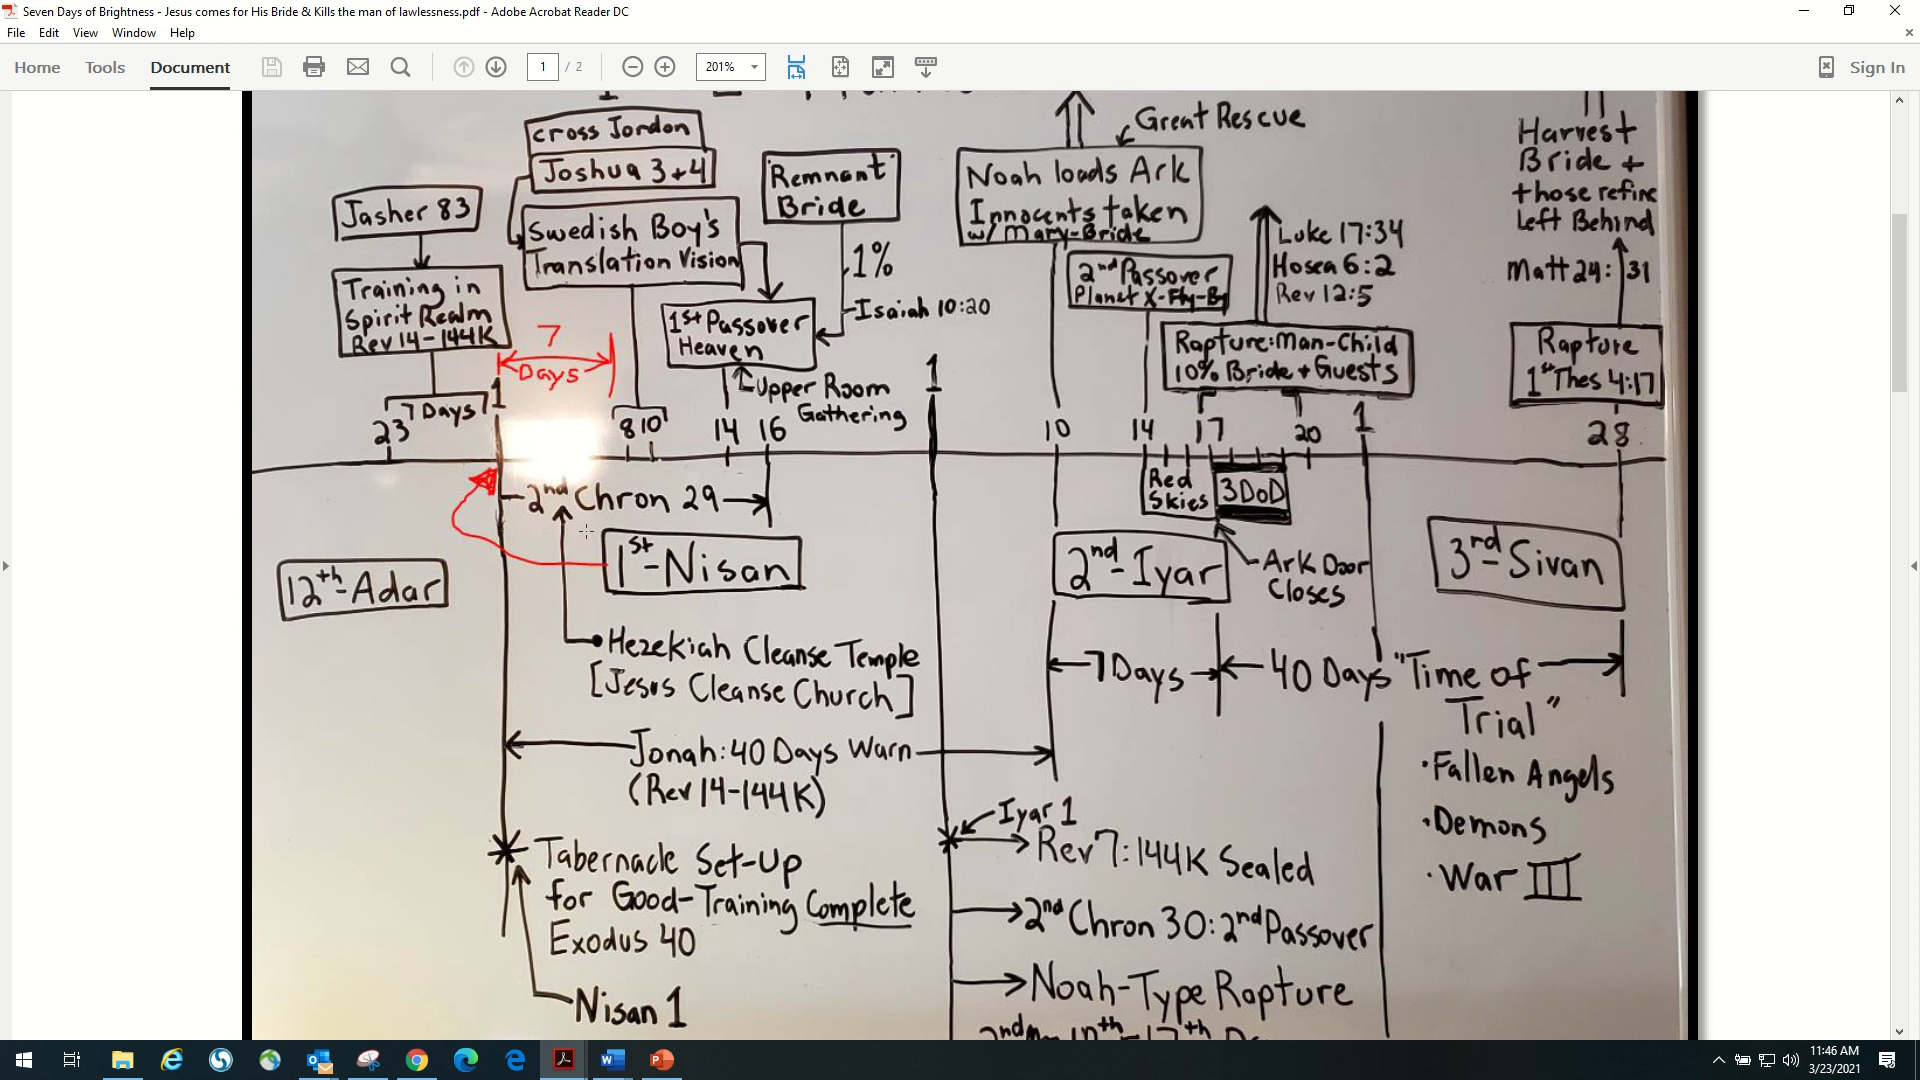 Seven Days of Brightness - Jesus comes for His Bride & Kills the man of lawlessness.pdf - Adobe Acrobat Reader DC
File Edit View Window Help
Home Tools Document
1 / 2
201%
Sign In
cross Jordon
Joshua 3+4
Jasher 83
Training in
Spirit Realm
Rev 14-144K
7 Days
23
1
7
Days
Swedish Boy's
Translation Vision
8 10
Remnant
Bride
1%
Isaiah 10:20
1st Passover
Heaven
Upper Room
Gathering
14 16
1
Great Rescue
Noah loads Ark
Innocents taken
w/ Mary-Bride
10
2nd Passover
Planet X-Fly-By
14
Luke 17:34
Hosea 6:2
Rev 12:5
Rapture: Man-Child
10% Bride + Guests
17 20
1
Harvest
Bride +
those refine
Left Behind
Matt 24:31
Rapture
1st Thes 4:17
28
2nd Chron 29
Red
Skies
3DoD
Ark Door
Closes
12th-Adar
1st-Nisan
2nd-Iyar
3rd-Sivan
Hezekiah Cleanse Temple
[Jesus Cleanse Church]
7 Days
40 Days "Time of
Trial"
• Fallen Angels
• Demons
• War III
Jonah: 40 Days Warn
(Rev 14-144K)
Tabernacle Set-Up
for Good-Training Complete
Exodus 40
Nisan 1
Iyar 1
Rev 7: 144K Sealed
2nd Chron 30: 2nd Passover
Noah-Type Rapture
11:46 AM
3/23/2021